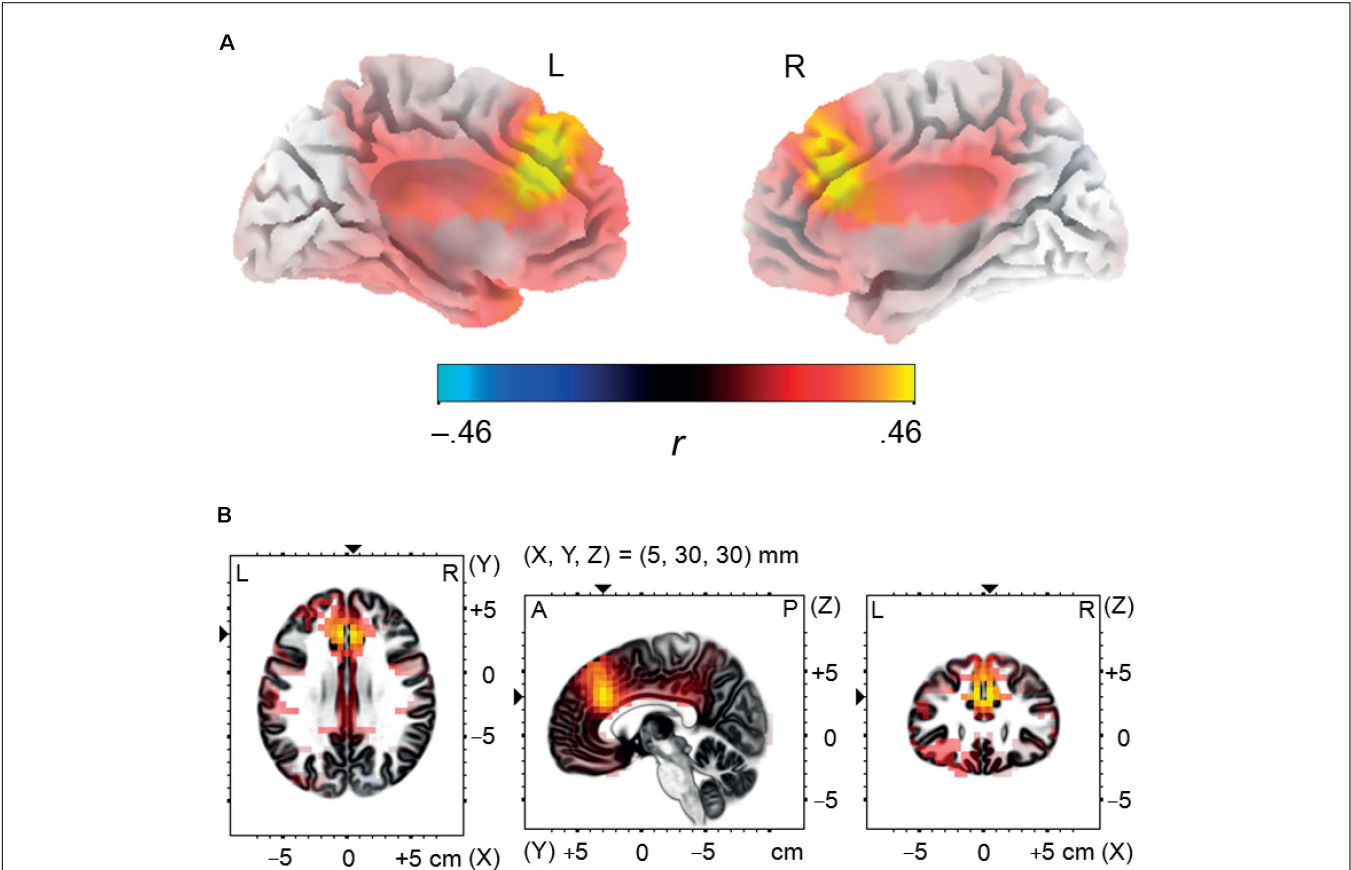 A
L R
–.46 r .46
B
(X, Y, Z) = (5, 30, 30) mm
L R (Y)
+5
0
–5
–5 0 +5 cm (X)
A P (Z)
+5
0
–5
(Y) +5 0 –5 cm
L R (Z)
+5
0
–5
–5 0 +5 cm (X)